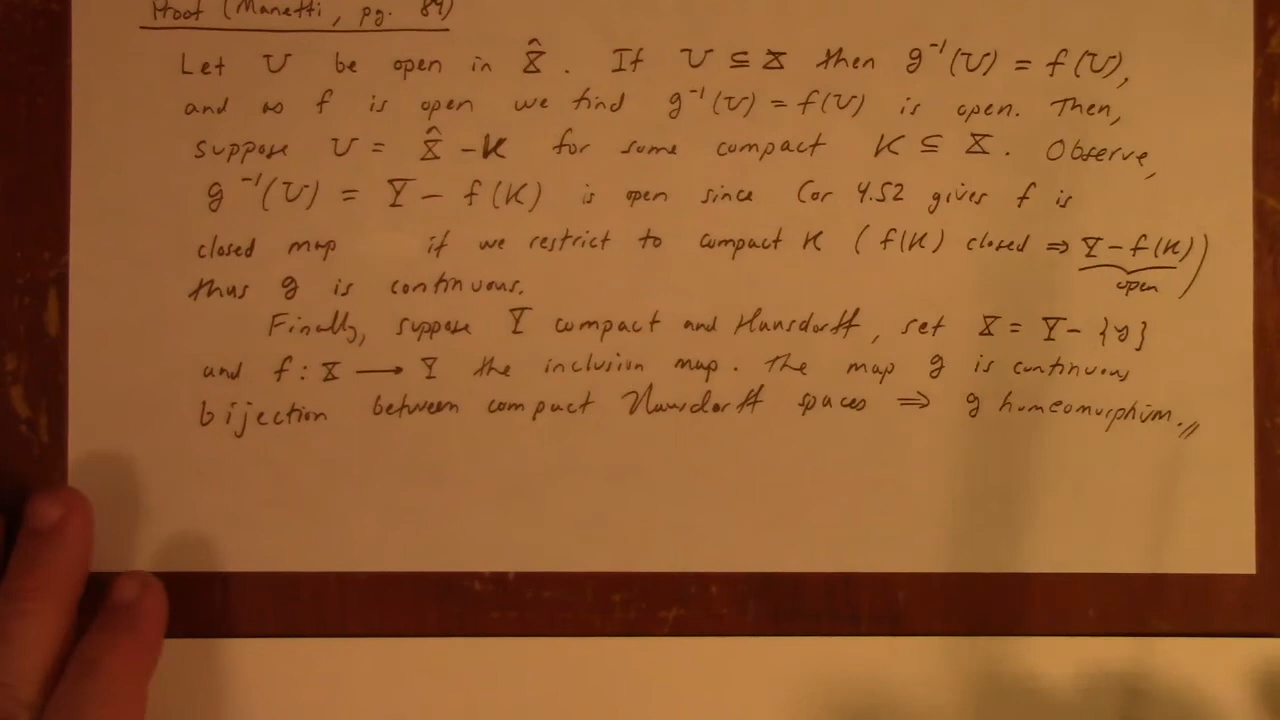 Proof (Manetti, pg. 84)
Let U be open in X̂. If U ⊆ X then g⁻¹(U) = f(U),
and as f is open we find g⁻¹(U) = f(U) is open. Then,
suppose U = X̂ - K for some compact K ⊆ X. Observe,
g⁻¹(U) = Y - f(K) is open since Cor 4.52 gives f is
closed map if we restrict to compact K (f(K) closed ⇒ Y - f(K))
open
thus g is continuous.
Finally, suppose Y compact and Hausdorff, set X = Y - {y}
and f : X → Y the inclusion map. The map g is continuous
bijection between compact Hausdorff spaces ⇒ g homeomorphism.//